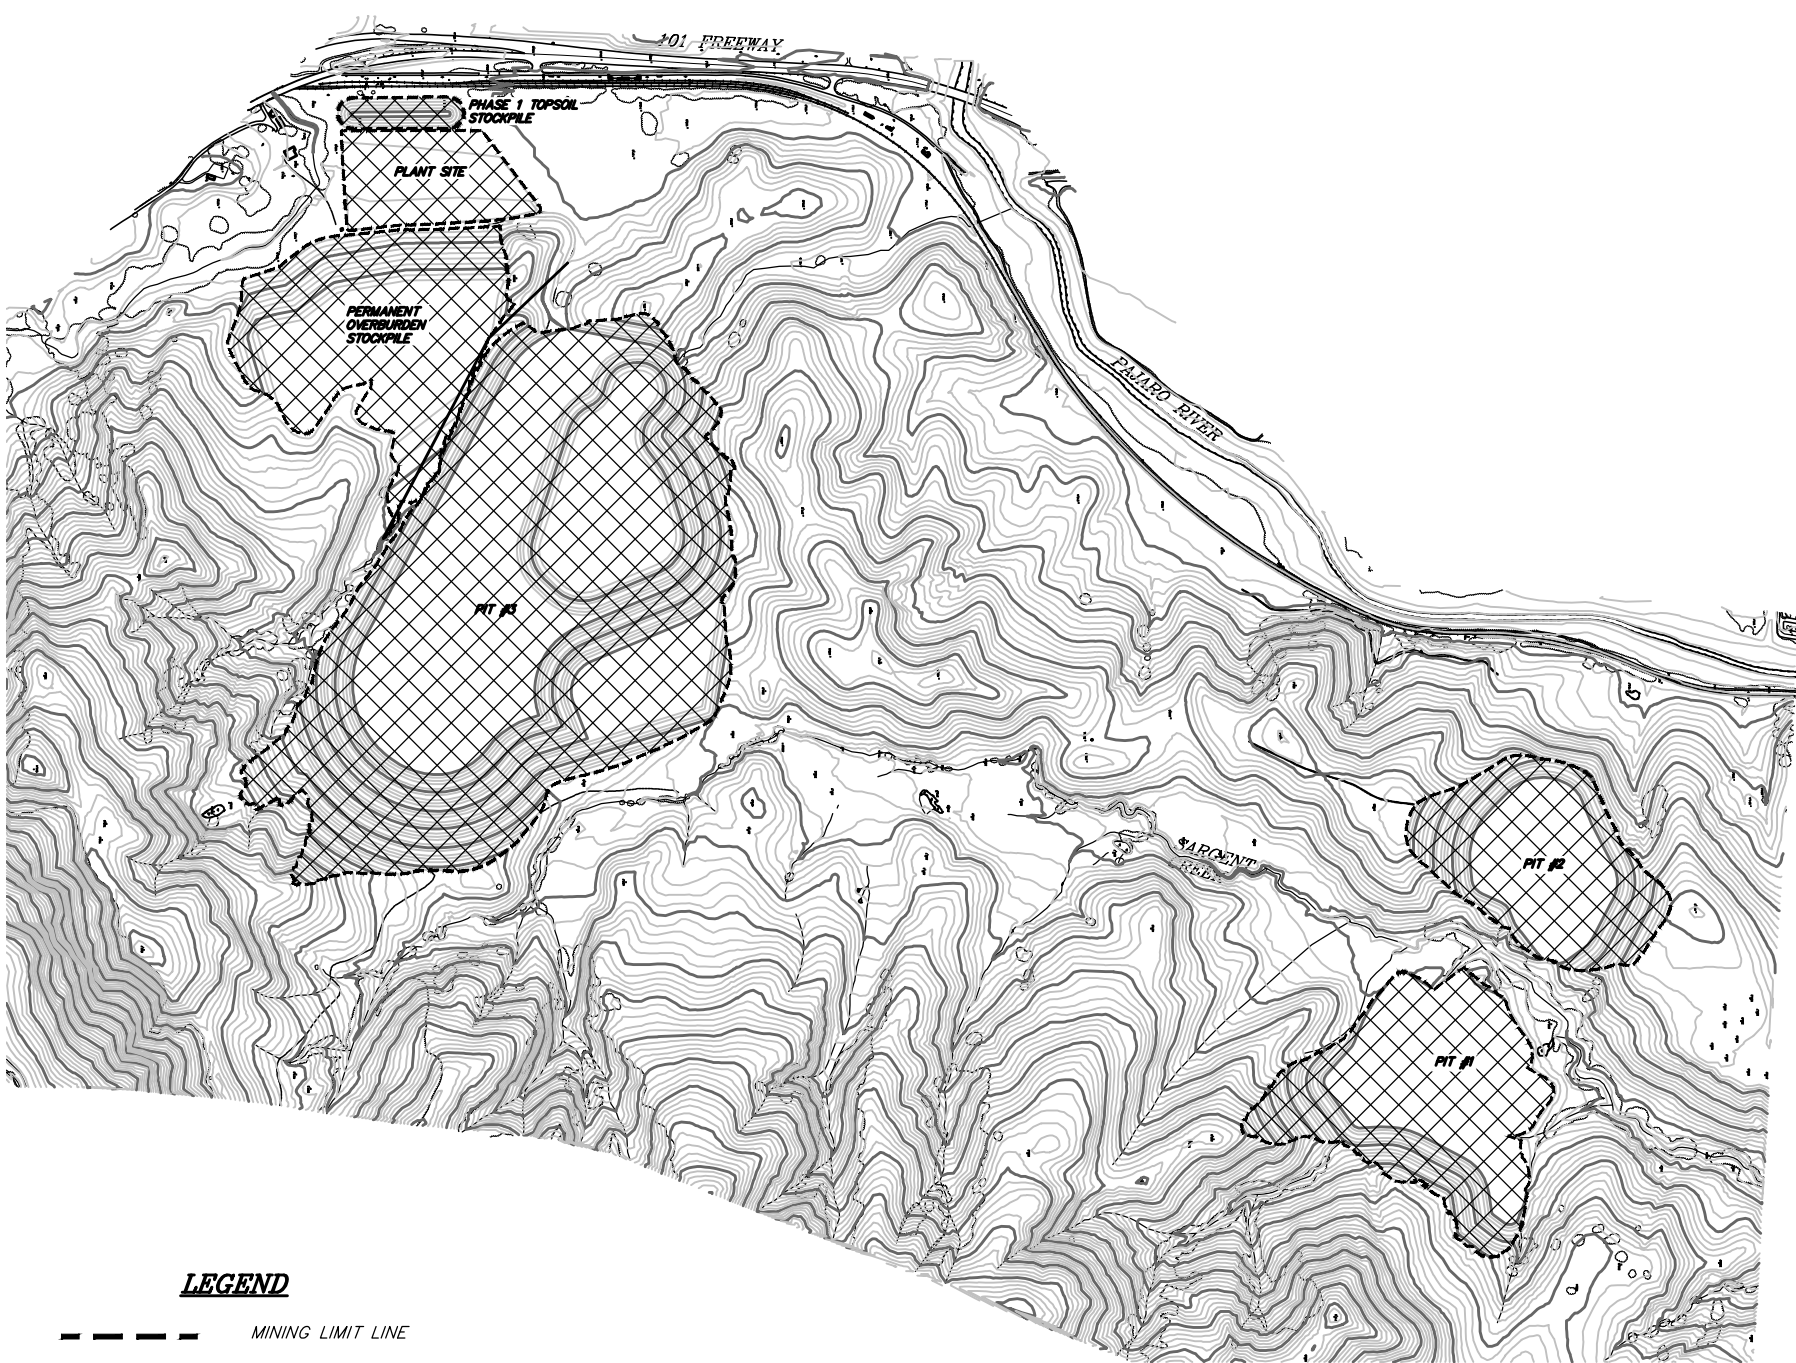 101 FREEWAY
PHASE 1 TOPSOIL
STOCKPILE
PLANT SITE
PERMANENT
OVERBURDEN
STOCKPILE
PAJARO RIVER
PIT #3
SARGENT
CREEK
PIT #2
PIT #1
LEGEND
MINING LIMIT LINE